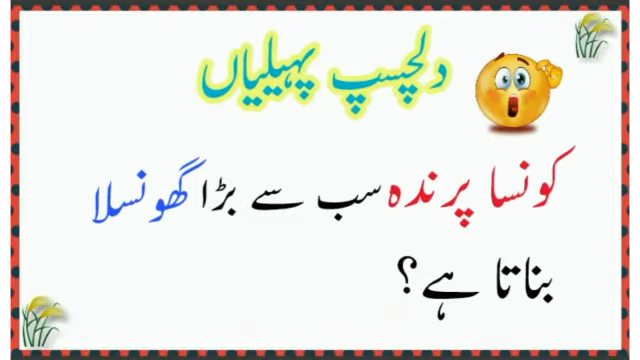 دلچسپ پہیلیاں
کونسا پرندہ سب سے بڑا گھونسلا
بناتا ہے؟